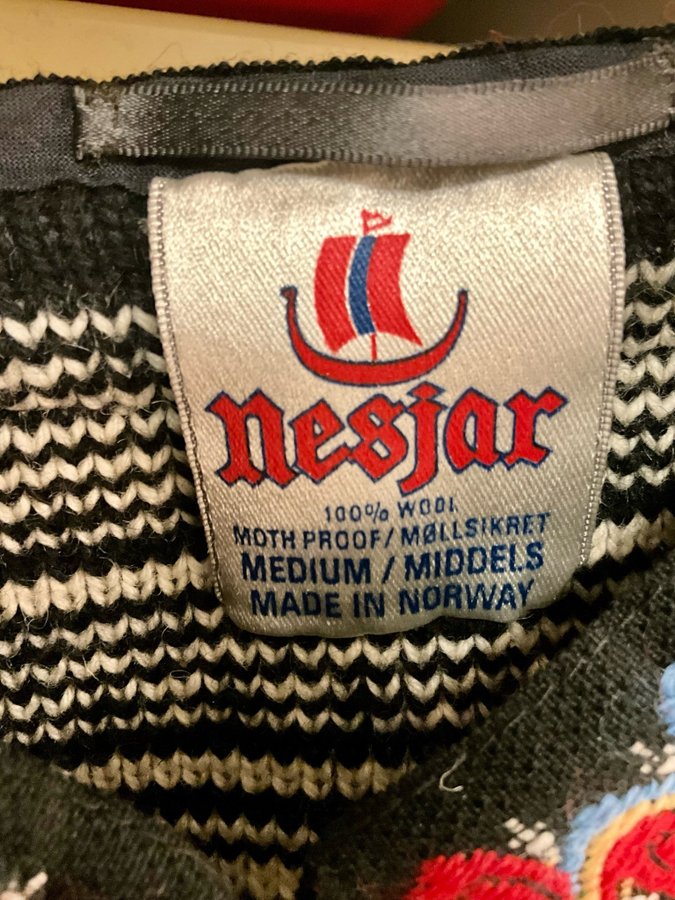 nesjar
100% WOOL
MOTH PROOF / MØLLSIKRET
MEDIUM / MIDDELS
MADE IN NORWAY